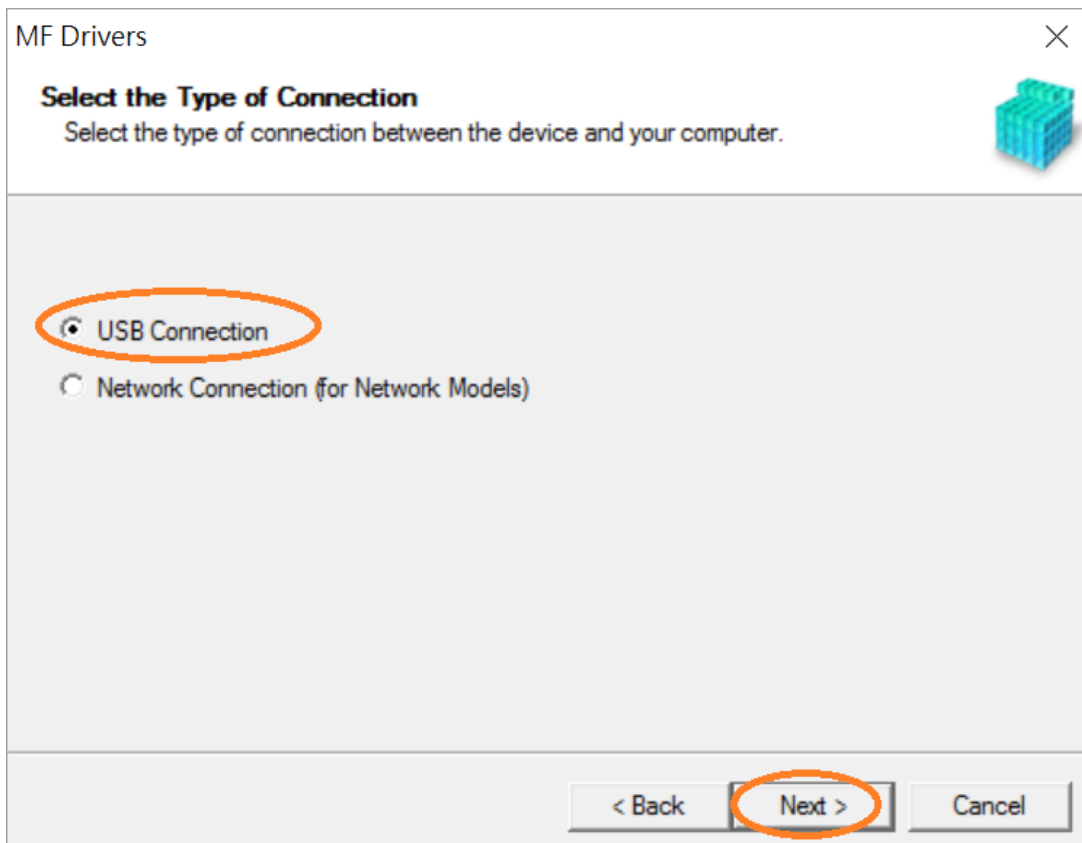 MF Drivers
Select the Type of Connection
Select the type of connection between the device and your computer.
USB Connection
Network Connection (for Network Models)
< Back
Next >
Cancel